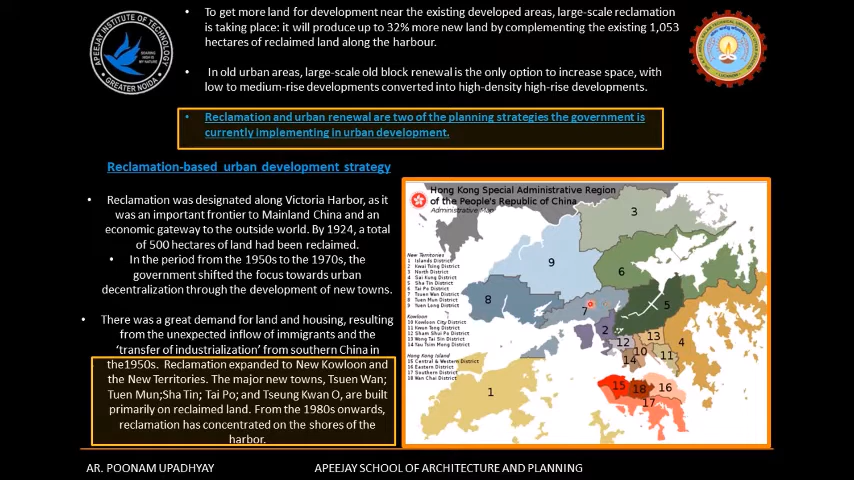 APEEJAY INSTITUTE OF TECHNOLOGY
SOARING HIGH IS MY NATURE
GREATER NOIDA
• To get more land for development near the existing developed areas, large-scale reclamation
is taking place: it will produce up to 32% more new land by complementing the existing 1,053
hectares of reclaimed land along the harbour.
• In old urban areas, large-scale old block renewal is the only option to increase space, with
low to medium-rise developments converted into high-density high-rise developments.
• Reclamation and urban renewal are two of the planning strategies the government is
currently implementing in urban development.
Reclamation-based urban development strategy
• Reclamation was designated along Victoria Harbor, as it
was an important frontier to Mainland China and an
economic gateway to the outside world. By 1924, a total
of 500 hectares of land had been reclaimed.
• In the period from the 1950s to the 1970s, the
government shifted the focus towards urban
decentralization through the development of new towns.
• There was a great demand for land and housing, resulting
from the unexpected inflow of immigrants and the
'transfer of industrialization' from southern China in
the1950s. Reclamation expanded to New Kowloon and
the New Territories. The major new towns, Tsuen Wan;
Tuen Mun;Sha Tin; Tai Po; and Tseung Kwan O, are built
primarily on reclaimed land. From the 1980s onwards,
reclamation has concentrated on the shores of the
harbor.
Hong Kong Special Administrative Region
of the People's Republic of China
Administrative Map
New Territories
1 Islands District
2 Kwai Tsing District
3 North District
4 Sai Kung District
5 Sha Tin District
6 Tai Po District
7 Tsuen Wan District
8 Tuen Mun District
9 Yuen Long District
Kowloon
10 Kowloon City District
11 Kwun Tong District
12 Sham Shui Po District
13 Wong Tai Sin District
14 Yau Tsim Mong District
Hong Kong Island
15 Central & Western District
16 Eastern District
17 Southern District
18 Wan Chai District
3
9
6
8
7
5
2
13
4
12
10
11
14
1
15
18
16
17
AR. POONAM UPADHYAY
APEEJAY SCHOOL OF ARCHITECTURE AND PLANNING